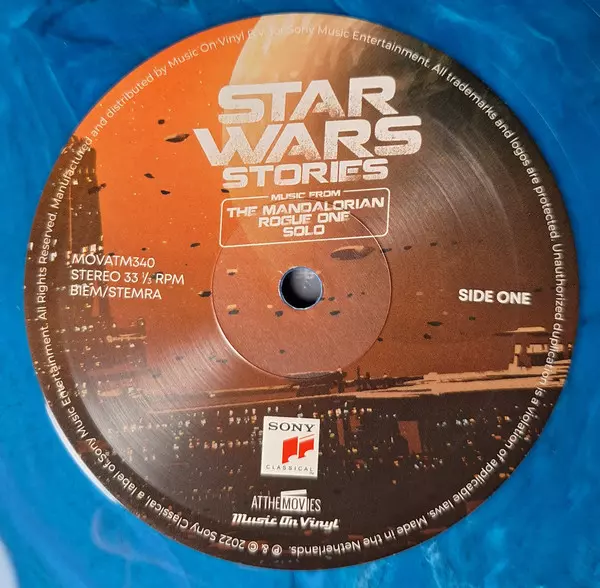 STAR
WARS
STORIES
MUSIC FROM
THE MANDALORIAN
ROGUE ONE
SOLO
MOVATM340
STEREO 33 ⅓ RPM
BIEM/STEMRA
SIDE ONE
SONY
CLASSICAL
AT THE MOVIES
Music On Vinyl
℗ & © 2022 Sony Classical, a label of Sony Music Entertainment. All Rights Reserved. Manufactured and distributed by Music On Vinyl B.V. / Sony Music Entertainment. All trademarks and logos are protected. Unauthorized duplication is a violation of applicable laws. Made in the Netherlands.